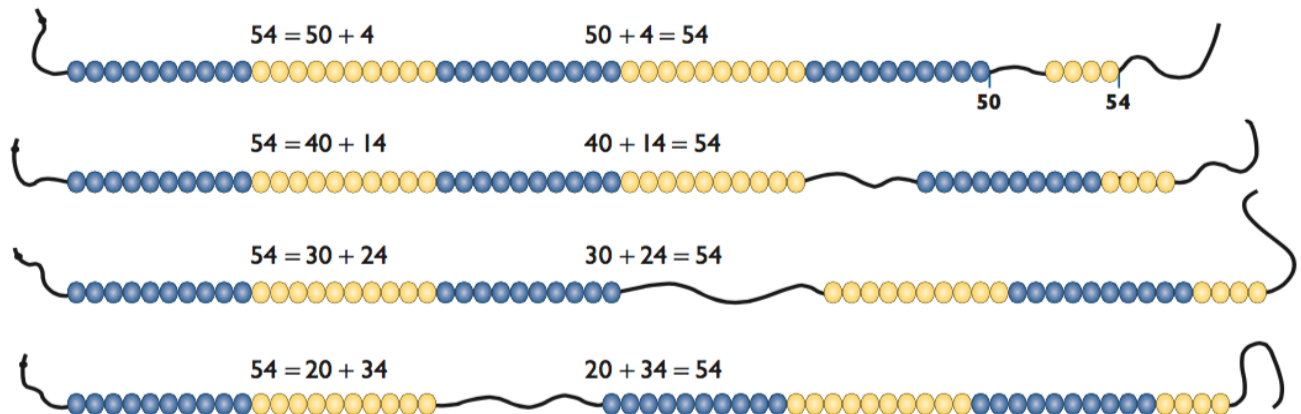 54 = 50 + 4 50 + 4 = 54
50 54
54 = 40 + 14 40 + 14 = 54
54 = 30 + 24 30 + 24 = 54
54 = 20 + 34 20 + 34 = 54